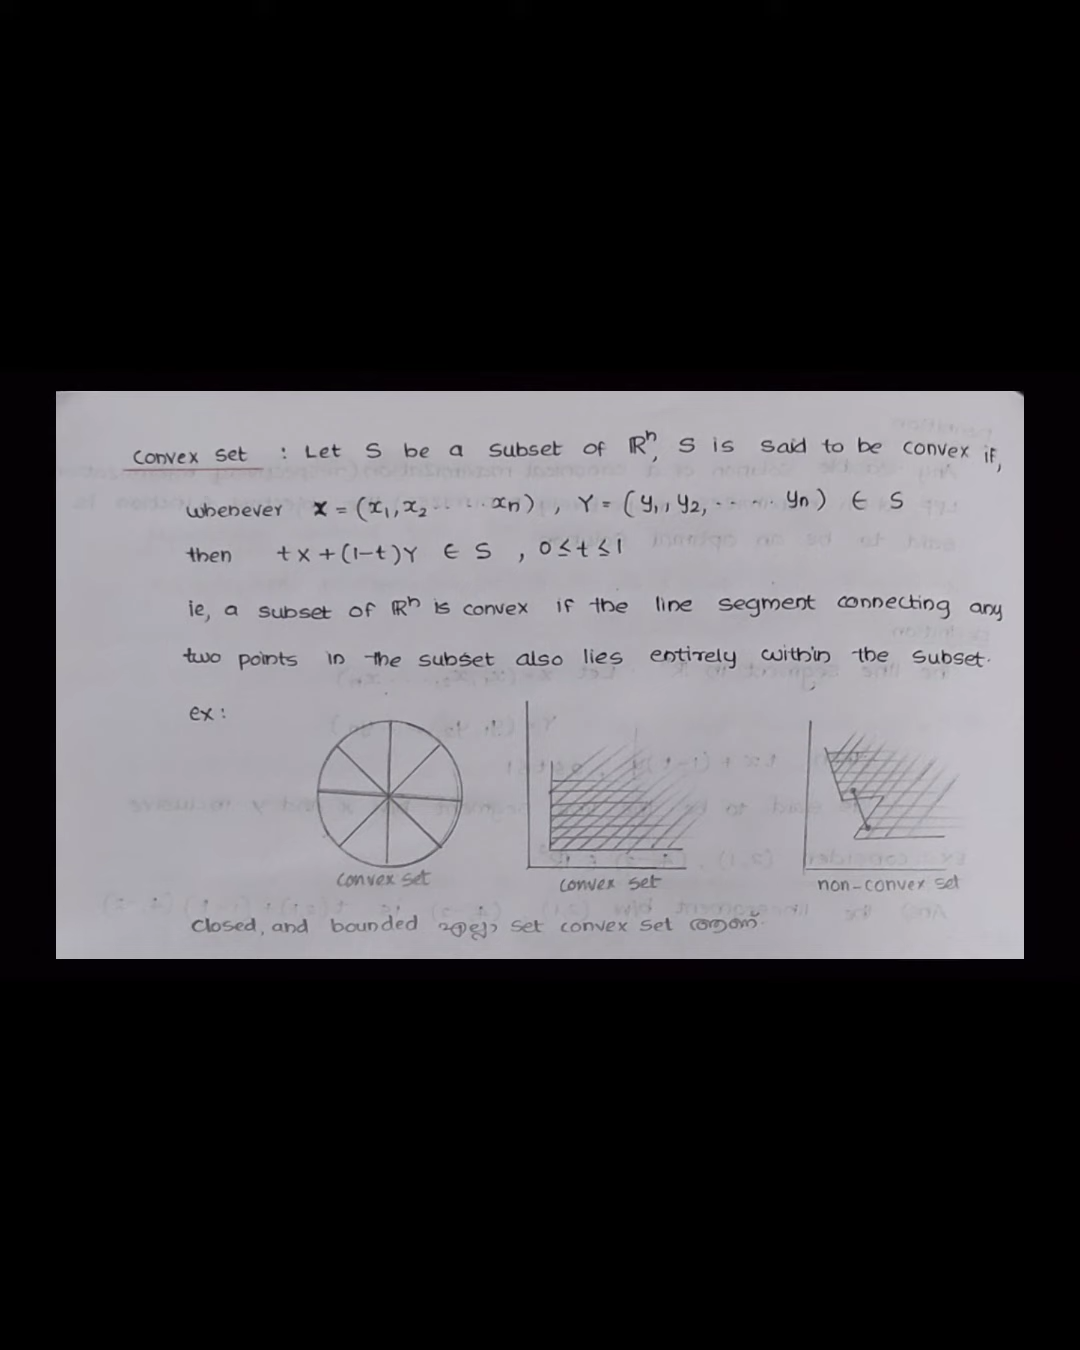 Convex set : Let S be a subset of ℝⁿ, S is said to be convex if,
whenever x = (x₁, x₂ ...... xₙ) , Y = (y₁, y₂, ...... yₙ) ∈ S
then tx + (1-t)Y ∈ S , 0≤t≤1
ie, a subset of ℝⁿ is convex if the line segment connecting any
two points in the subset also lies entirely within the subset.
ex :
convex set convex set non-convex set
closed, and bounded എല്ലാ set convex set ആണ്.